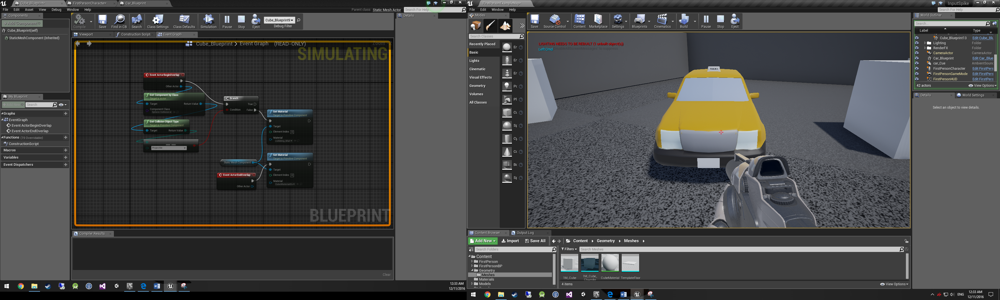 Cube_Blueprint*
FirstPersonCharacter*
Car_Blueprint
File Edit Asset View Debug Window Help
Parent class: Static Mesh Actor
Search For Help
Components
+Add Component
Cube_Blueprint(self)
StaticMeshComponent (Inherited)
Compile
Save
Find in CB
Search
Class Settings
Class Defaults
Simulation
Pause
Stop
Eject
Cube_Blueprint9
Debug Filter
Details
Viewport
Construction Script
Event Graph
Cube_Blueprint > Event Graph (READ-ONLY)
Zoom
SIMULATING
Event ActorBeginOverlap
Other Actor
Get Component by Class
Target is Actor
Target
Return Value
Component Class
Sphere Collision
Get Collision Object Type
Target is Primitive Component
Target
Return Value
Projectile
Branch
True
Condition
False
Set Material
Target is Primitive Component
Target
Element Index 0
Material
colliding_Mat
Static Mesh Component
Set Material
Target is Primitive Component
Target
Element Index 0
Material
CubeMaterialOv
Event ActorEndOverlap
Other Actor
BLUEPRINT
My Blueprint
Add New
Search
Graphs
EventGraph
Event ActorBeginOverlap
Event ActorEndOverlap
Functions (19 Overridable)
ConstructionScript
Macros
Variables
Event Dispatchers
Compiler Results
Clear
12:33 AM
12/11/2016
FirstPersonExampleMap*
InputSpike
File Edit Window Help
Search For Help
Modes
Search Classes
Recently Placed
Basic
Lights
Cinematic
Visual Effects
Geometry
Volumes
All Classes
Save
Source Control
Content
Marketplace
Settings
Blueprints
Cinematics
Build
Pause
Stop
Eject
LIGHTING NEEDS TO BE REBUILT (1 unbuilt object(s))
Left Cmd
TAXI
World Outliner
Search...
Label
Type
Cube_Blueprint13 Edit Cube_Blu
Lighting Folder
RenderFX Folder
CameraActor CameraActor
Car_Blueprint Edit Car_Blue
car_Cue AmbientSound
FirstPersonCharacter Edit FirstPers
FirstPersonGameMode Edit FirstPers
FirstPersonHUD Edit FirstPers
42 actors
View Options
Details
World Settings
Select an object to view details.
Content Browser
Output Log
Add New
Import
Save All
Content
Geometry
Meshes
Search Folders
Filters
Search Meshes
Content
FirstPerson
FirstPersonBP
Geometry
Meshes
Materials
Models
1M_Cube
1M_Cube_
Chamfer
CubeMaterial
TemplateFloor
4 items
View Options
ENG
12:33 AM
12/11/2016